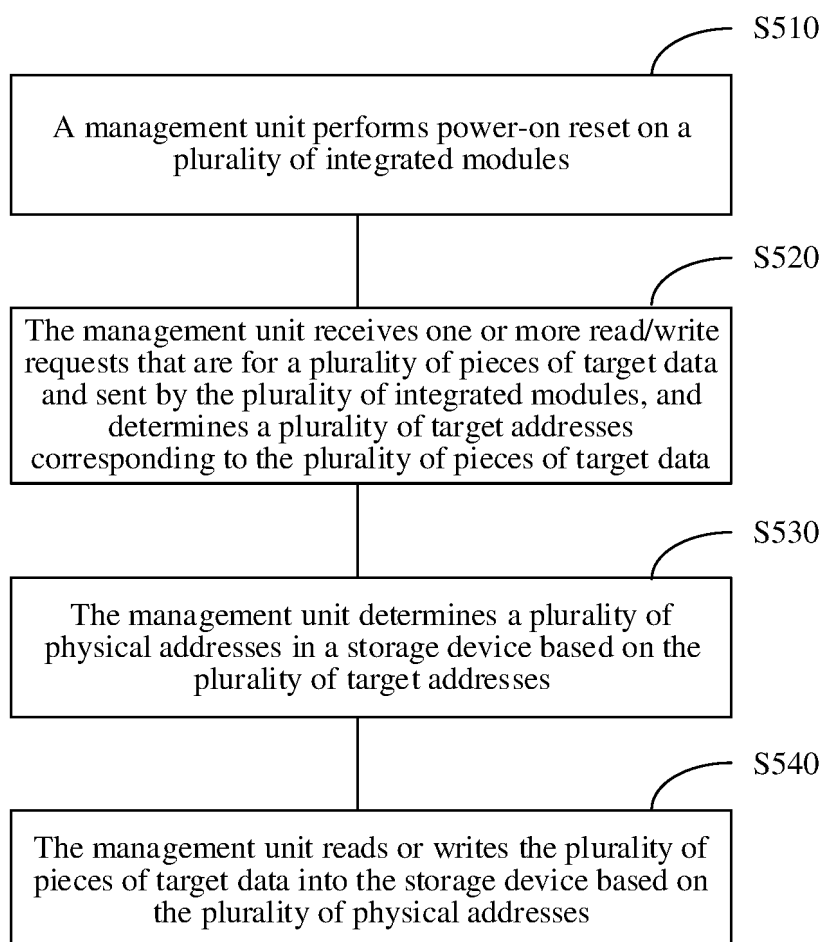 S510
A management unit performs power-on reset on a
plurality of integrated modules
S520
The management unit receives one or more read/write
requests that are for a plurality of pieces of target data
and sent by the plurality of integrated modules, and
determines a plurality of target addresses
corresponding to the plurality of pieces of target data
S530
The management unit determines a plurality of
physical addresses in a storage device based on the
plurality of target addresses
S540
The management unit reads or writes the plurality of
pieces of target data into the storage device based on
the plurality of physical addresses